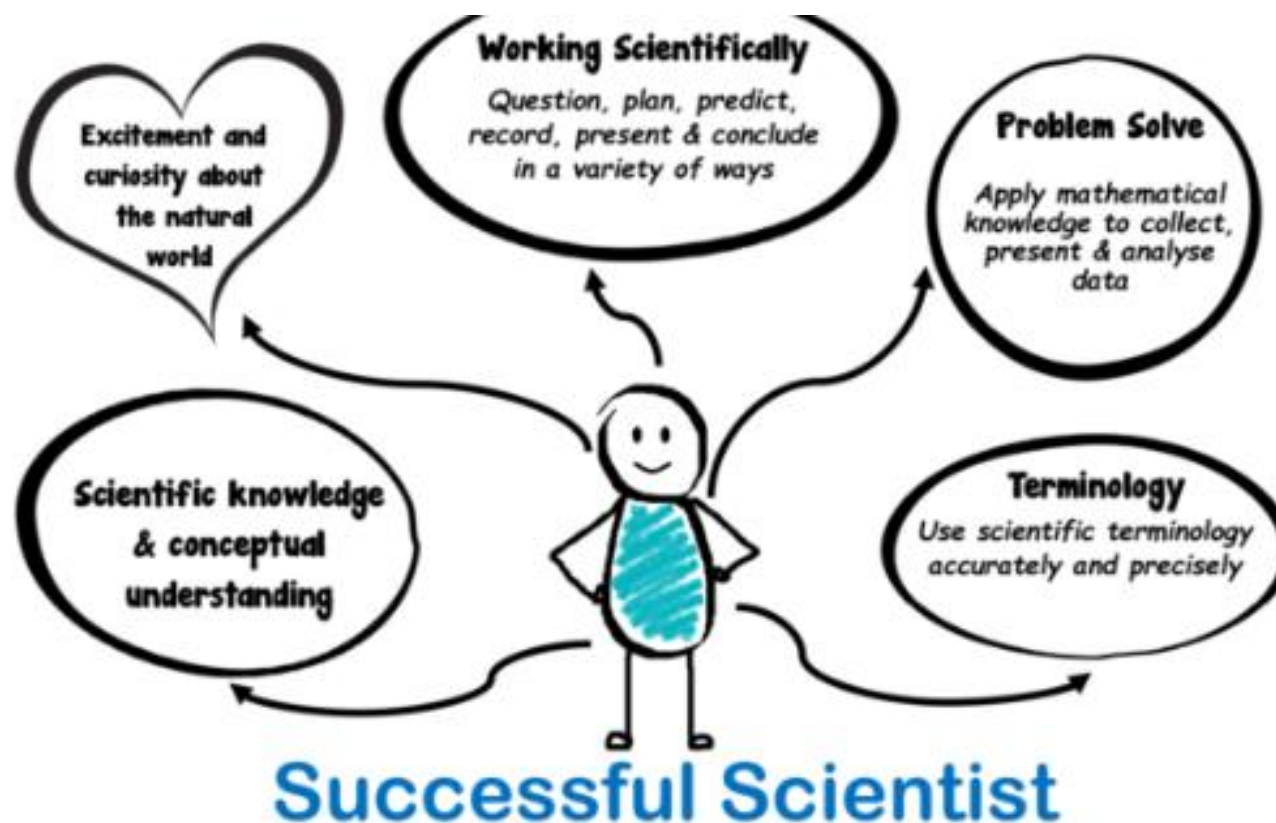 Excitement and
curiosity about
the natural
world
Working Scientifically
Question, plan, predict,
record, present & conclude
in a variety of ways
Problem Solve
Apply mathematical
knowledge to collect,
present & analyse
data
Scientific knowledge
& conceptual
understanding
Terminology
Use scientific terminology
accurately and precisely
Successful Scientist